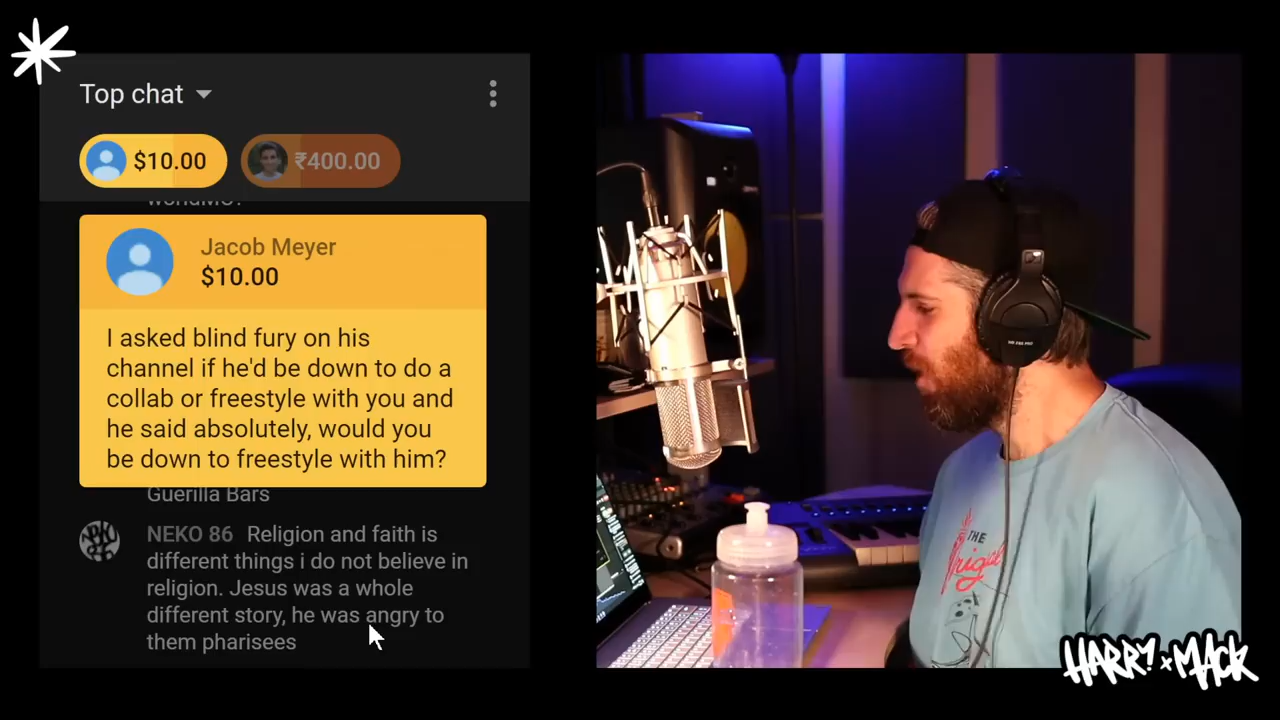 Top chat
$10.00
₹400.00
Jacob Meyer
$10.00
I asked blind fury on his
channel if he'd be down to do a
collab or freestyle with you and
he said absolutely, would you
be down to freestyle with him?
Guerilla Bars
NEKO 86 Religion and faith is
different things i do not believe in
religion. Jesus was a whole
different story, he was angry to
them pharisees
THE
HARRY MACK